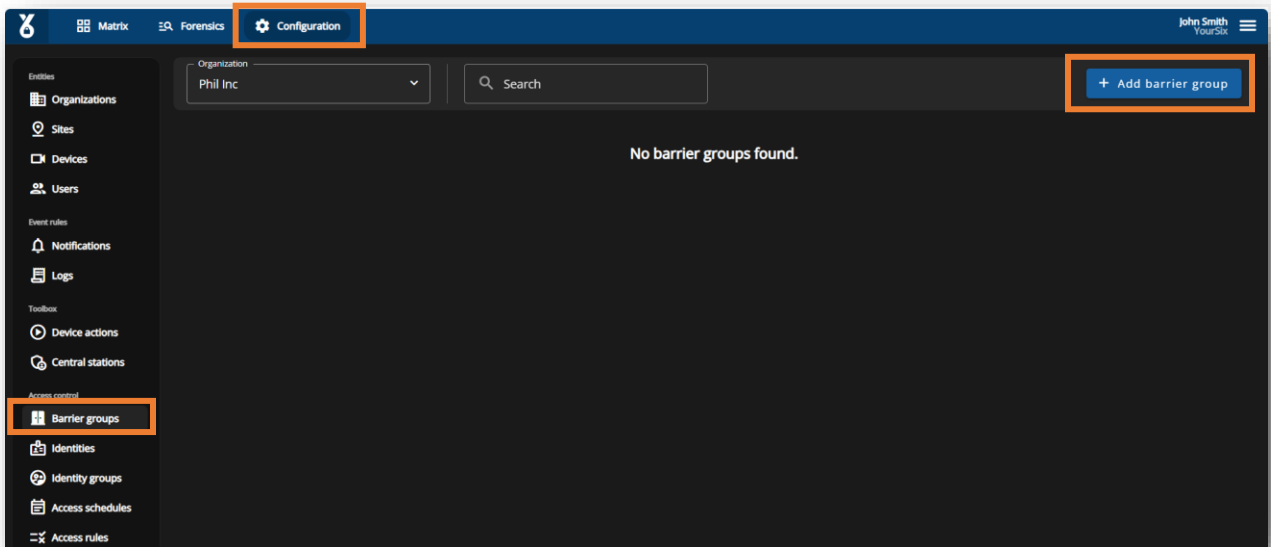 Matrix
Forensics
Configuration
John Smith
YourSix
Entities
Organizations
Sites
Devices
Users
Event rules
Notifications
Logs
Toolbox
Device actions
Central stations
Access control
Barrier groups
Identities
Identity groups
Access schedules
Access rules
Organization
Phil Inc
Search
+ Add barrier group
No barrier groups found.